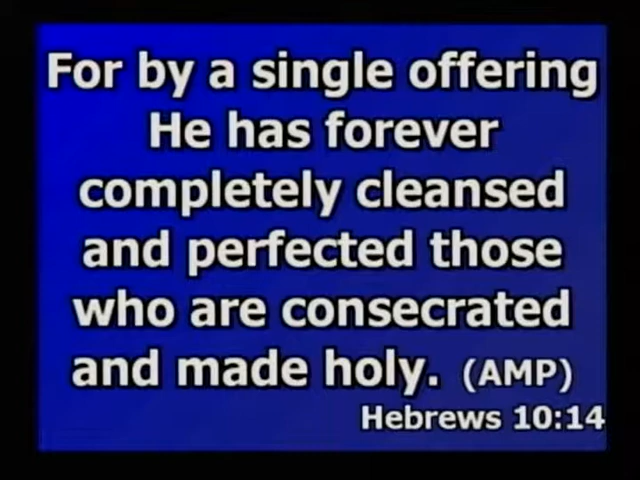 For by a single offering
He has forever
completely cleansed
and perfected those
who are consecrated
and made holy. (AMP)
Hebrews 10:14